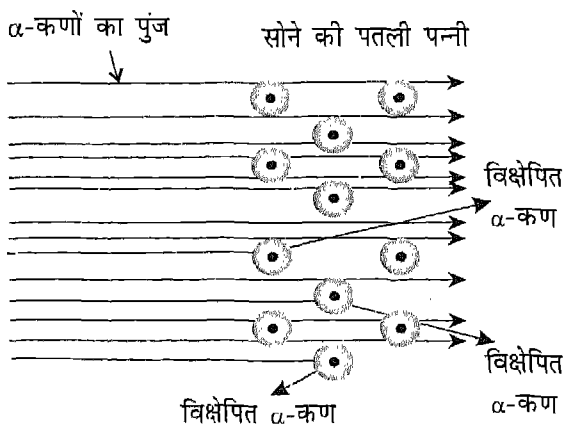 α-कणों का पुंज
सोने की पतली पन्नी
विक्षेपित
α-कण
विक्षेपित
α-कण
विक्षेपित α-कण